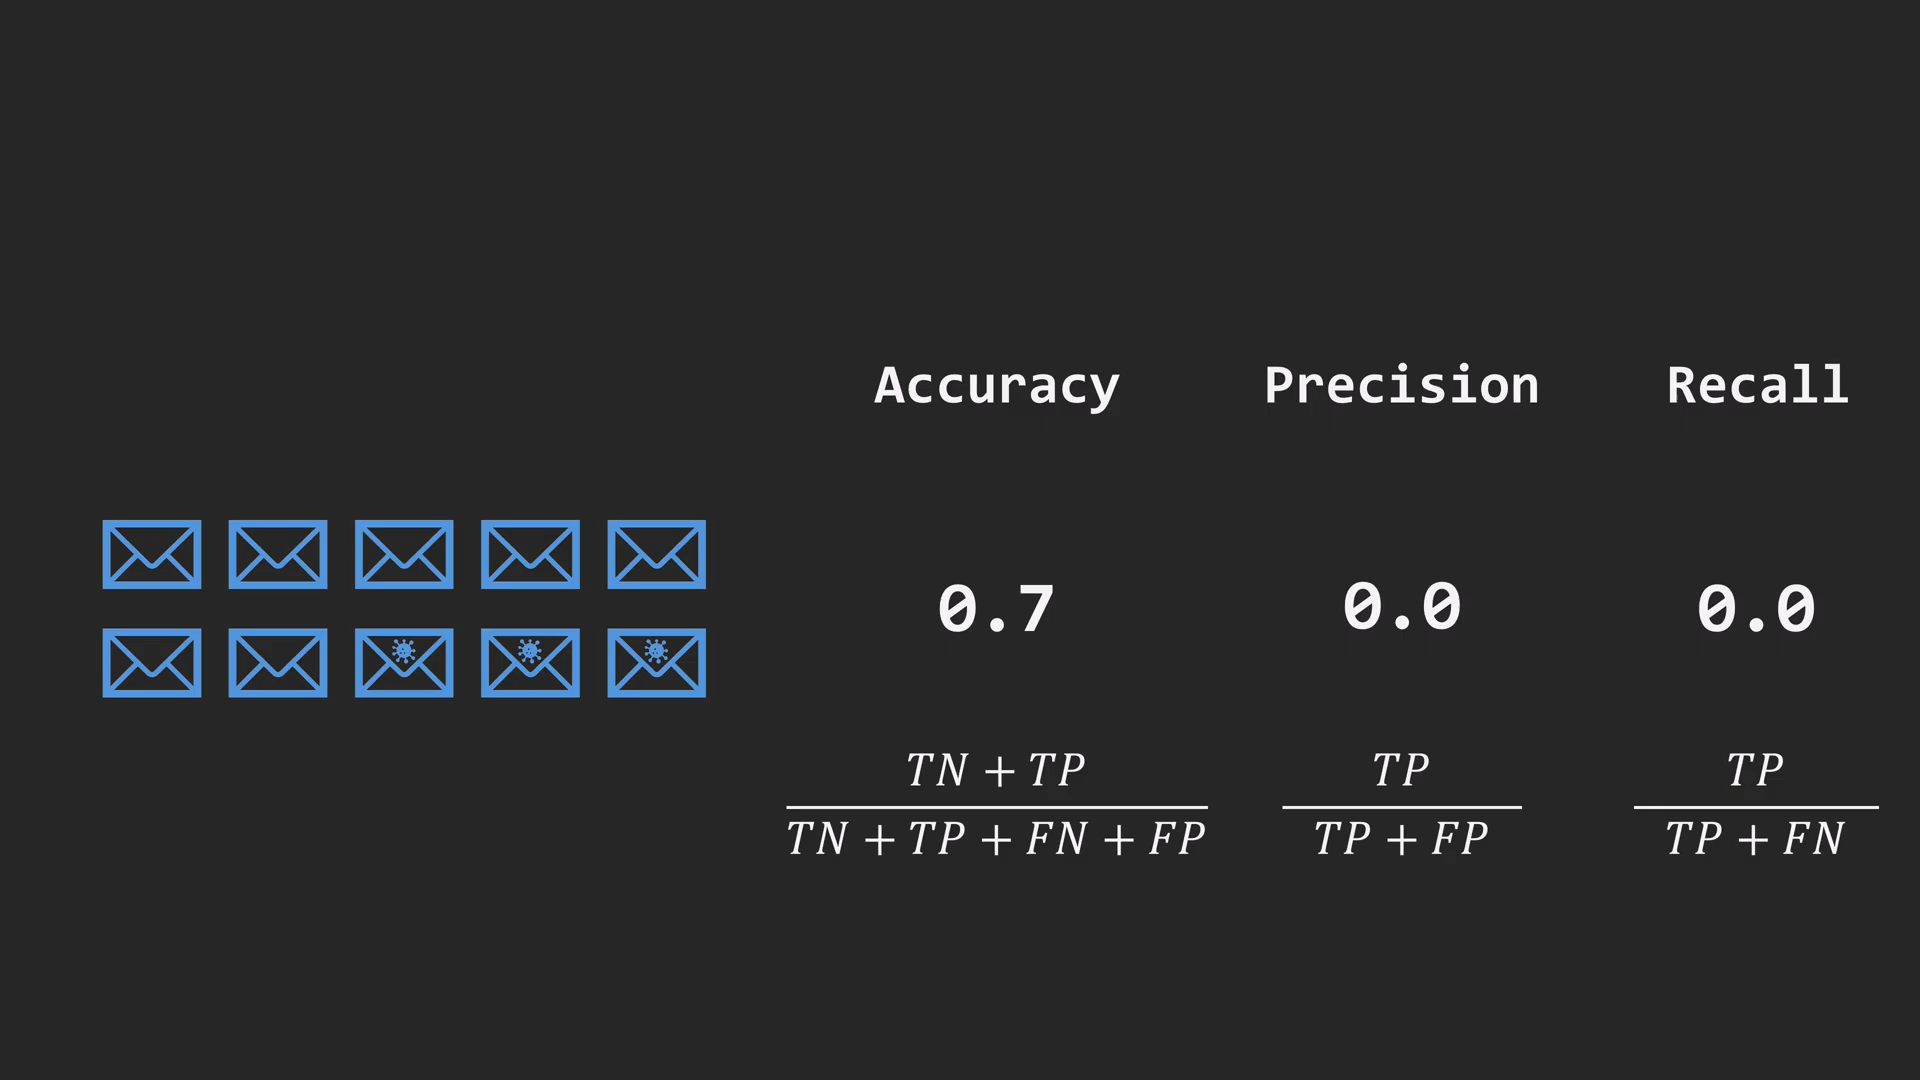 Accuracy Precision Recall
0.7 0.0 0.0
TN + TP TP TP
TN + TP + FN + FP TP + FP TP + FN